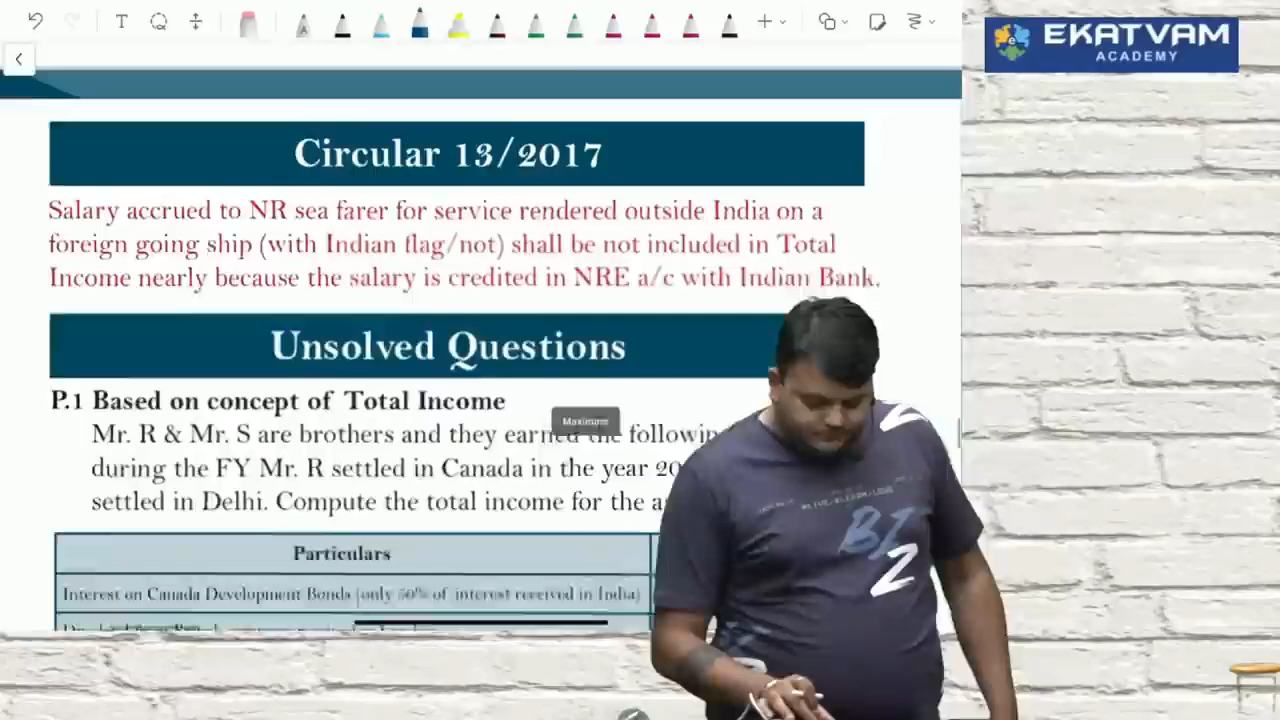 EKATVAM
ACADEMY
Circular 13/2017
Salary accrued to NR sea farer for service rendered outside India on a
foreign going ship (with Indian flag/not) shall be not included in Total
Income nearly because the salary is credited in NRE a/c with Indian Bank.
Unsolved Questions
P.1 Based on concept of Total Income
Maximum
Mr. R & Mr. S are brothers and they earned the following
during the FY Mr. R settled in Canada in the year 20
settled in Delhi. Compute the total income for the a
Particulars
Interest on Canada Development Bonds (only 50% of interest received in India)